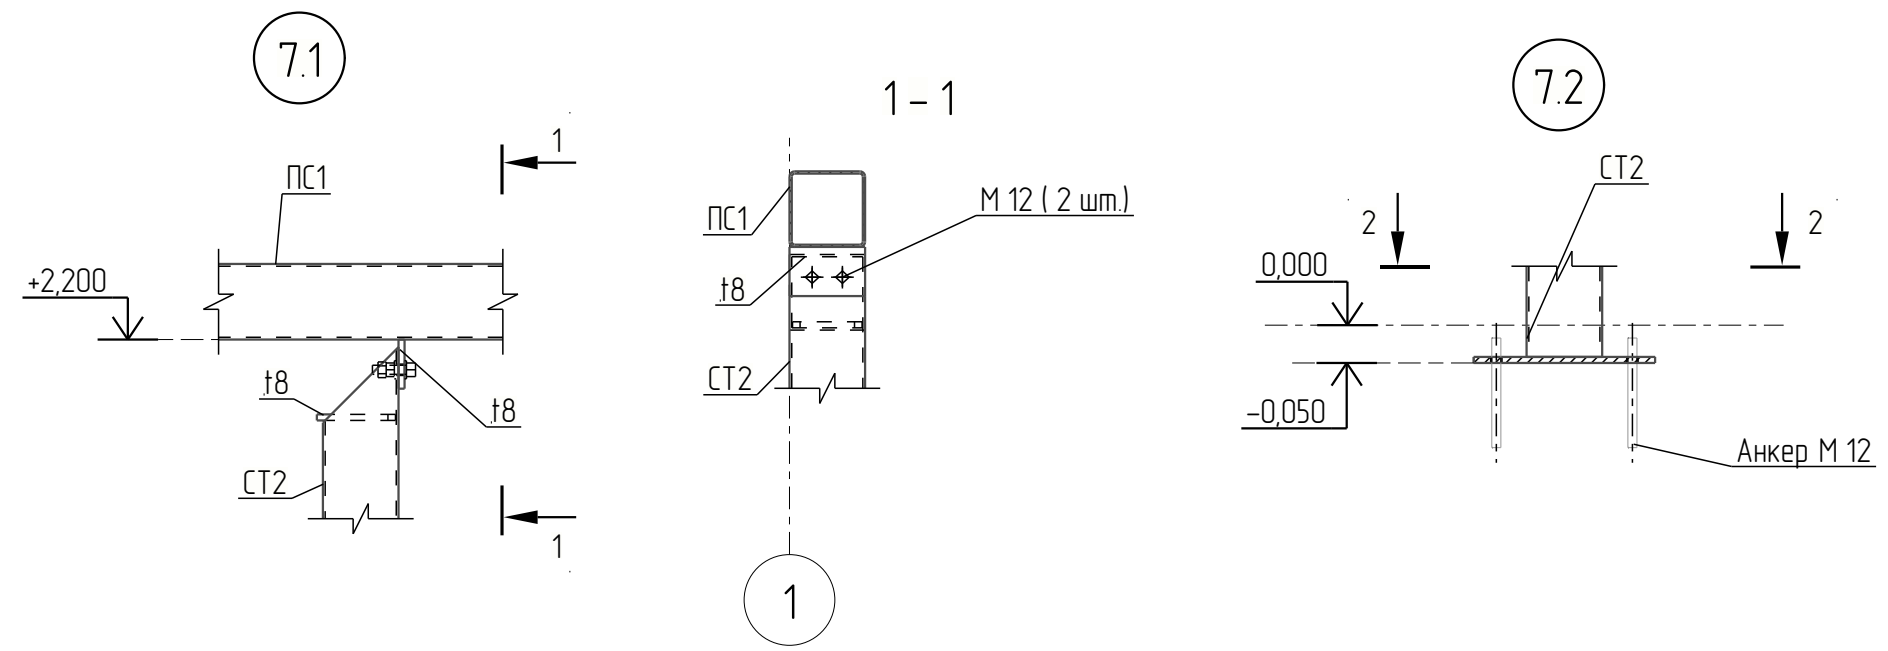 7.1
1
ПС1
+2,200
t8
t8
СТ2
1
1 - 1
ПС1
М 12 ( 2 шт.)
t8
СТ2
1
7.2
СТ2
2
2
0,000
-0,050
Анкер М 12